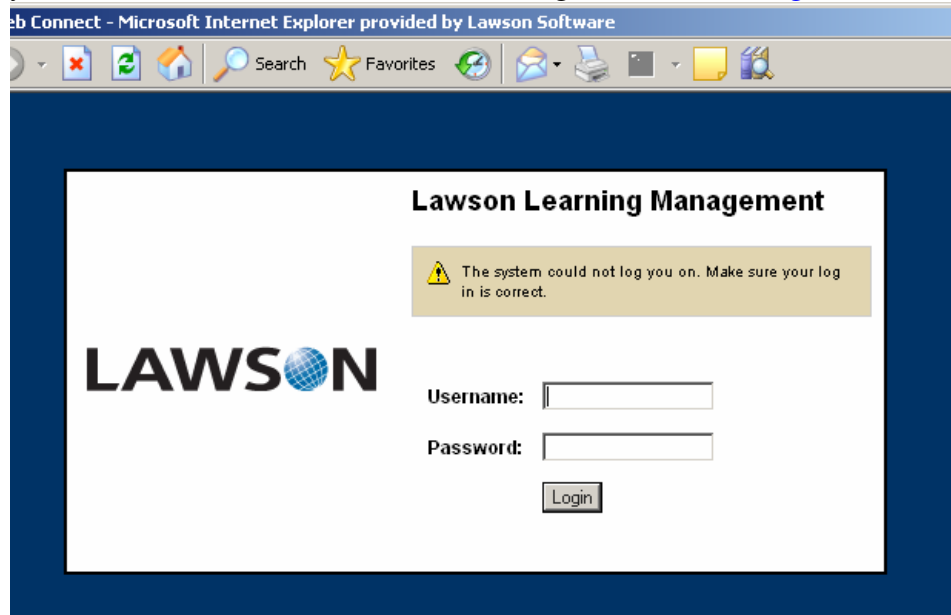 eb Connect - Microsoft Internet Explorer provided by Lawson Software
Search Favorites
Lawson Learning Management
The system could not log you on. Make sure your log
in is correct.
LAWSON
Username:
Password:
Login